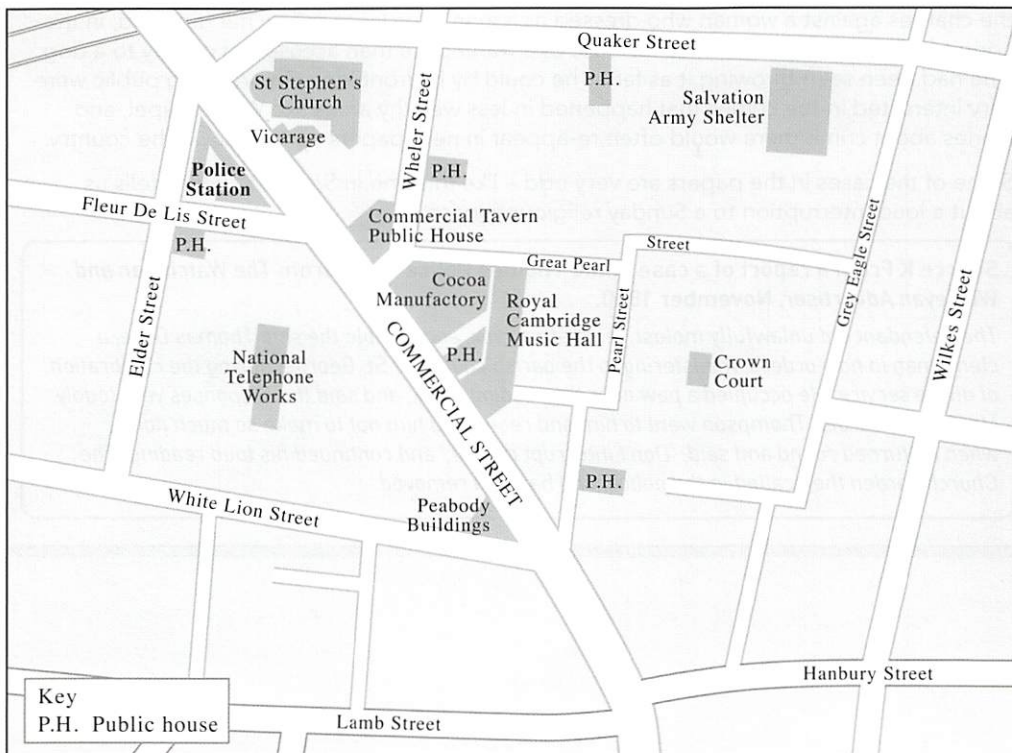 Quaker Street
P.H.
St Stephen's
Church
Wheler Street
Salvation
Army Shelter
Vicarage
P.H.
Police
Station
Fleur De Lis Street
P.H.
Commercial Tavern
Public House
Street
Great Pearl
Grey Eagle Street
Wilkes Street
Elder Street
Cocoa
Manufactory
Royal
Cambridge
Music Hall
Pearl Street
P.H.
COMMERCIAL STREET
National
Telephone
Works
Crown
Court
P.H.
White Lion Street
Peabody
Buildings
Hanbury Street
Key
P.H. Public house
Lamb Street